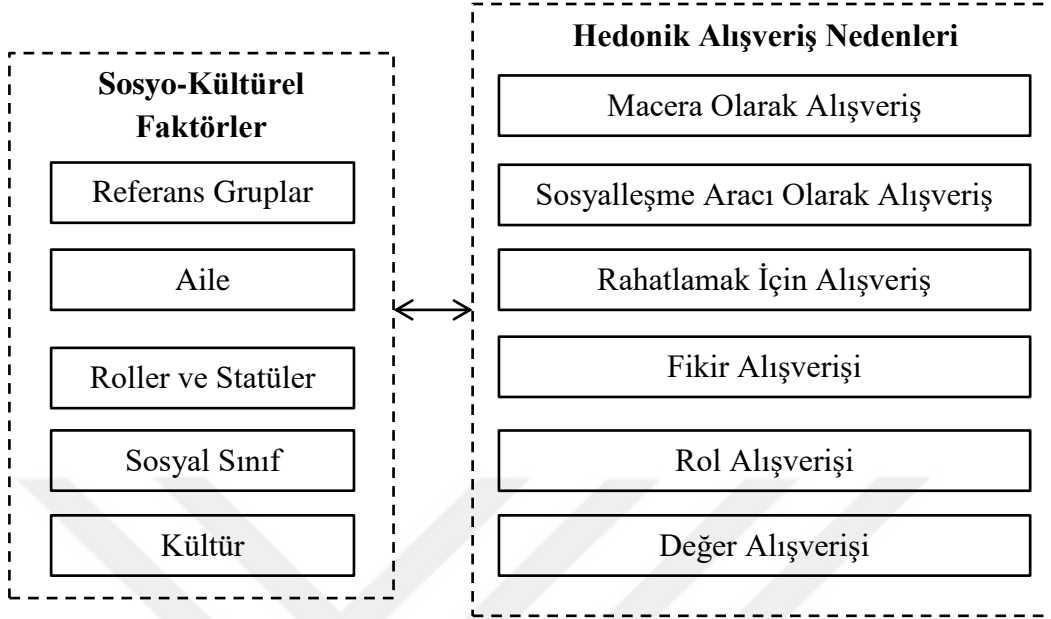 Sosyo-Kültürel
Faktörler
Referans Gruplar
Aile
Roller ve Statüler
Sosyal Sınıf
Kültür
Hedonik Alışveriş Nedenleri
Macera Olarak Alışveriş
Sosyalleşme Aracı Olarak Alışveriş
Rahatlamak İçin Alışveriş
Fikir Alışverişi
Rol Alışverişi
Değer Alışverişi